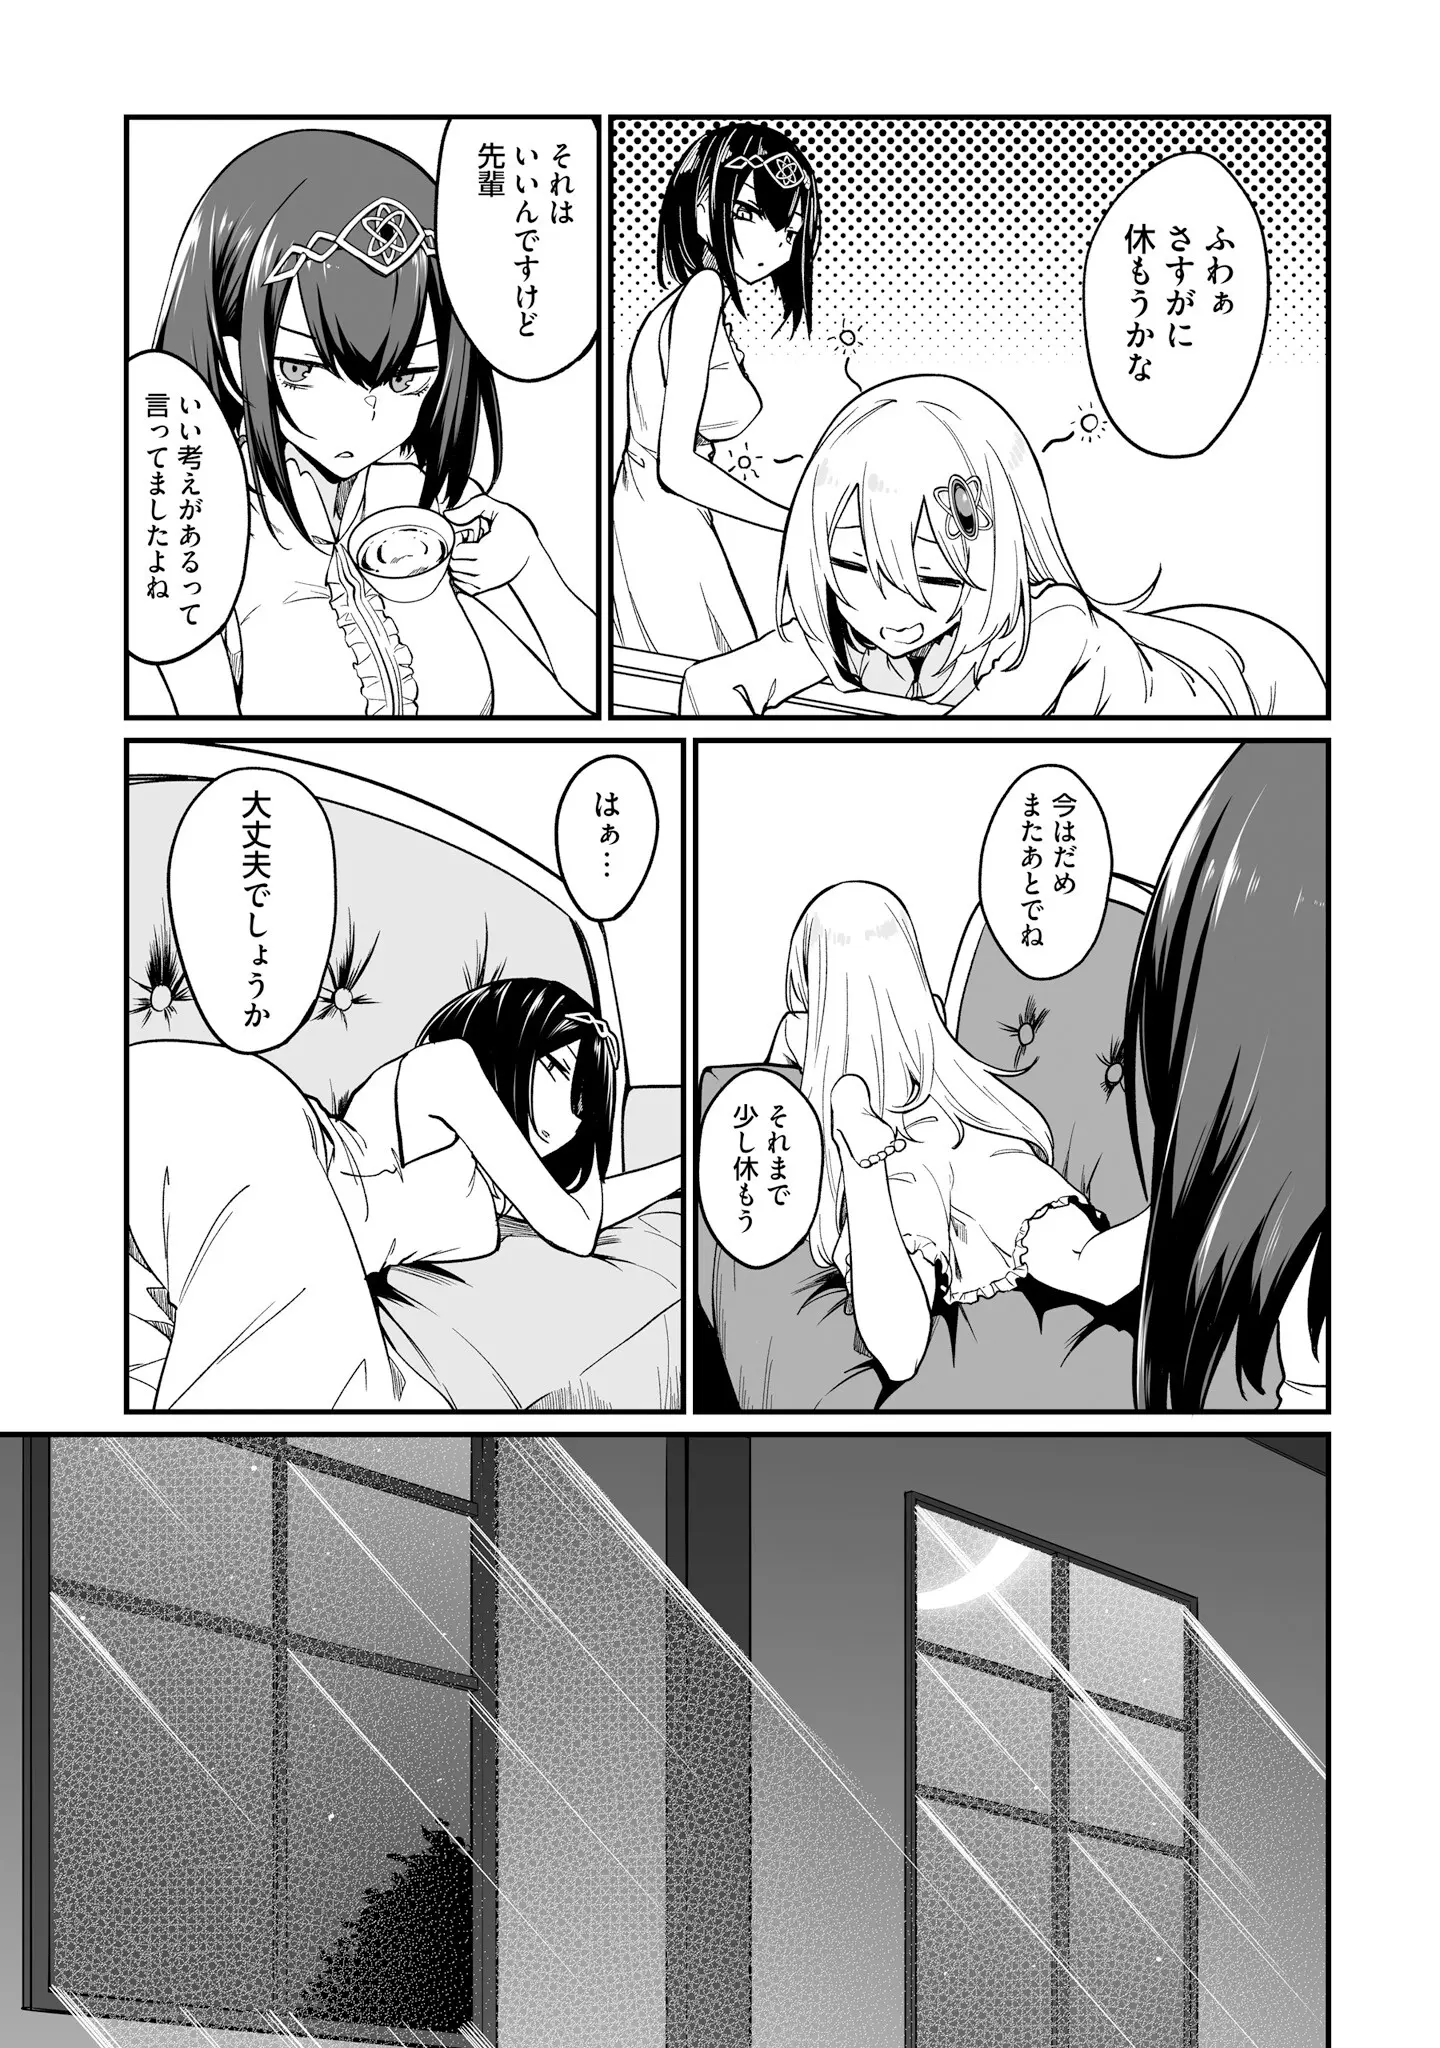 ふわぁ
さすがに
休もうかな
それは
いいんですけど
先輩
いい考えがあるって
言ってましたよね
今はだめ
またあとでね
それまで
少し休もう
はぁ…
大丈夫でしょうか